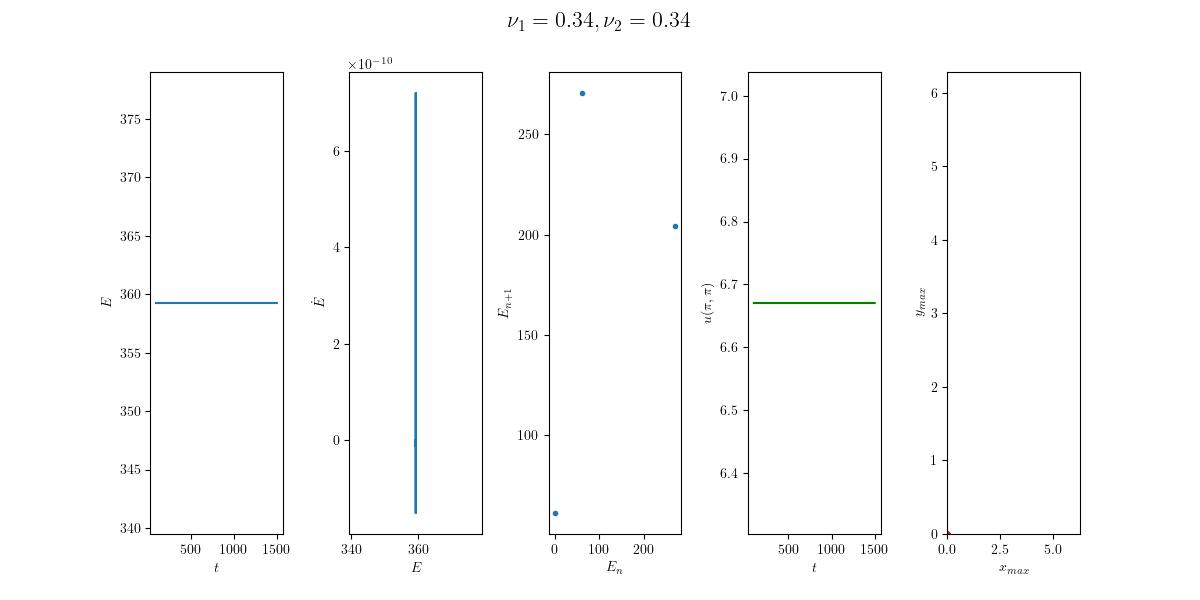 ν₁ = 0.34, ν₂ = 0.34
×10⁻¹⁰
375
370
365
360
355
350
345
340
E
500 1000 1500
t
6
4
2
0
Ė
340 360
E
250
200
150
100
Eₙ₊₁
0 100 200
Eₙ
7.0
6.9
6.8
6.7
6.6
6.5
6.4
u(π, π)
500 1000 1500
t
6
5
4
3
2
1
0
y_max
0.0 2.5 5.0
x_max